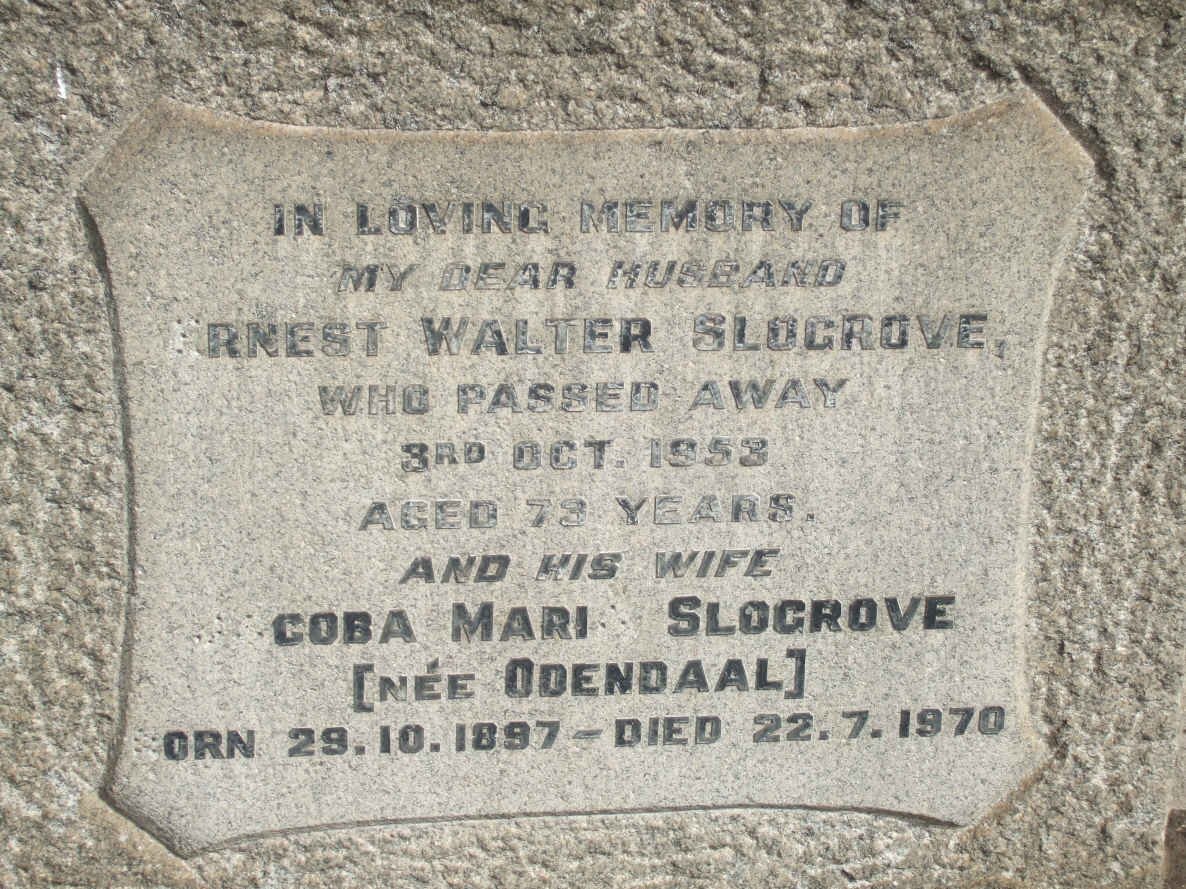 IN LOVING MEMORY OF
MY DEAR HUSBAND
RNEST WALTER SLOGROVE,
WHO PASSED AWAY
3RD OCT. 1953
AGED 73 YEARS.
AND HIS WIFE
COBA MARI SLOGROVE
[NÉE ODENDAAL]
ORN 29.10.1897-DIED 22.7.1970